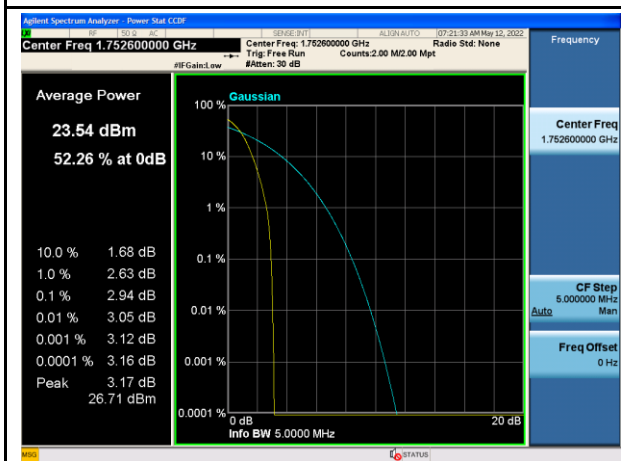 Agilent Spectrum Analyzer - Power Stat CCDF
RF 50 Ω AC SENSE:INT ALIGN AUTO 07:21:33 AM May 12, 2022
Center Freq 1.752600000 GHz
Center Freq: 1.752600000 GHz Radio Std: None
Trig: Free Run Counts:2.00 M/2.00 Mpt
#IFGain:Low #Atten: 30 dB
Frequency
Average Power
23.54 dBm
52.26 % at 0dB
10.0 % 1.68 dB
1.0 % 2.63 dB
0.1 % 2.94 dB
0.01 % 3.05 dB
0.001 % 3.12 dB
0.0001 % 3.16 dB
Peak 3.17 dB
26.71 dBm
Gaussian
100 %
10 %
1 %
0.1 %
0.01 %
0.001 %
0.0001 %
0 dB 20 dB
Info BW 5.0000 MHz
Center Freq
1.752600000 GHz
CF Step
5.000000 MHz
Auto Man
Freq Offset
0 Hz
MSG STATUS